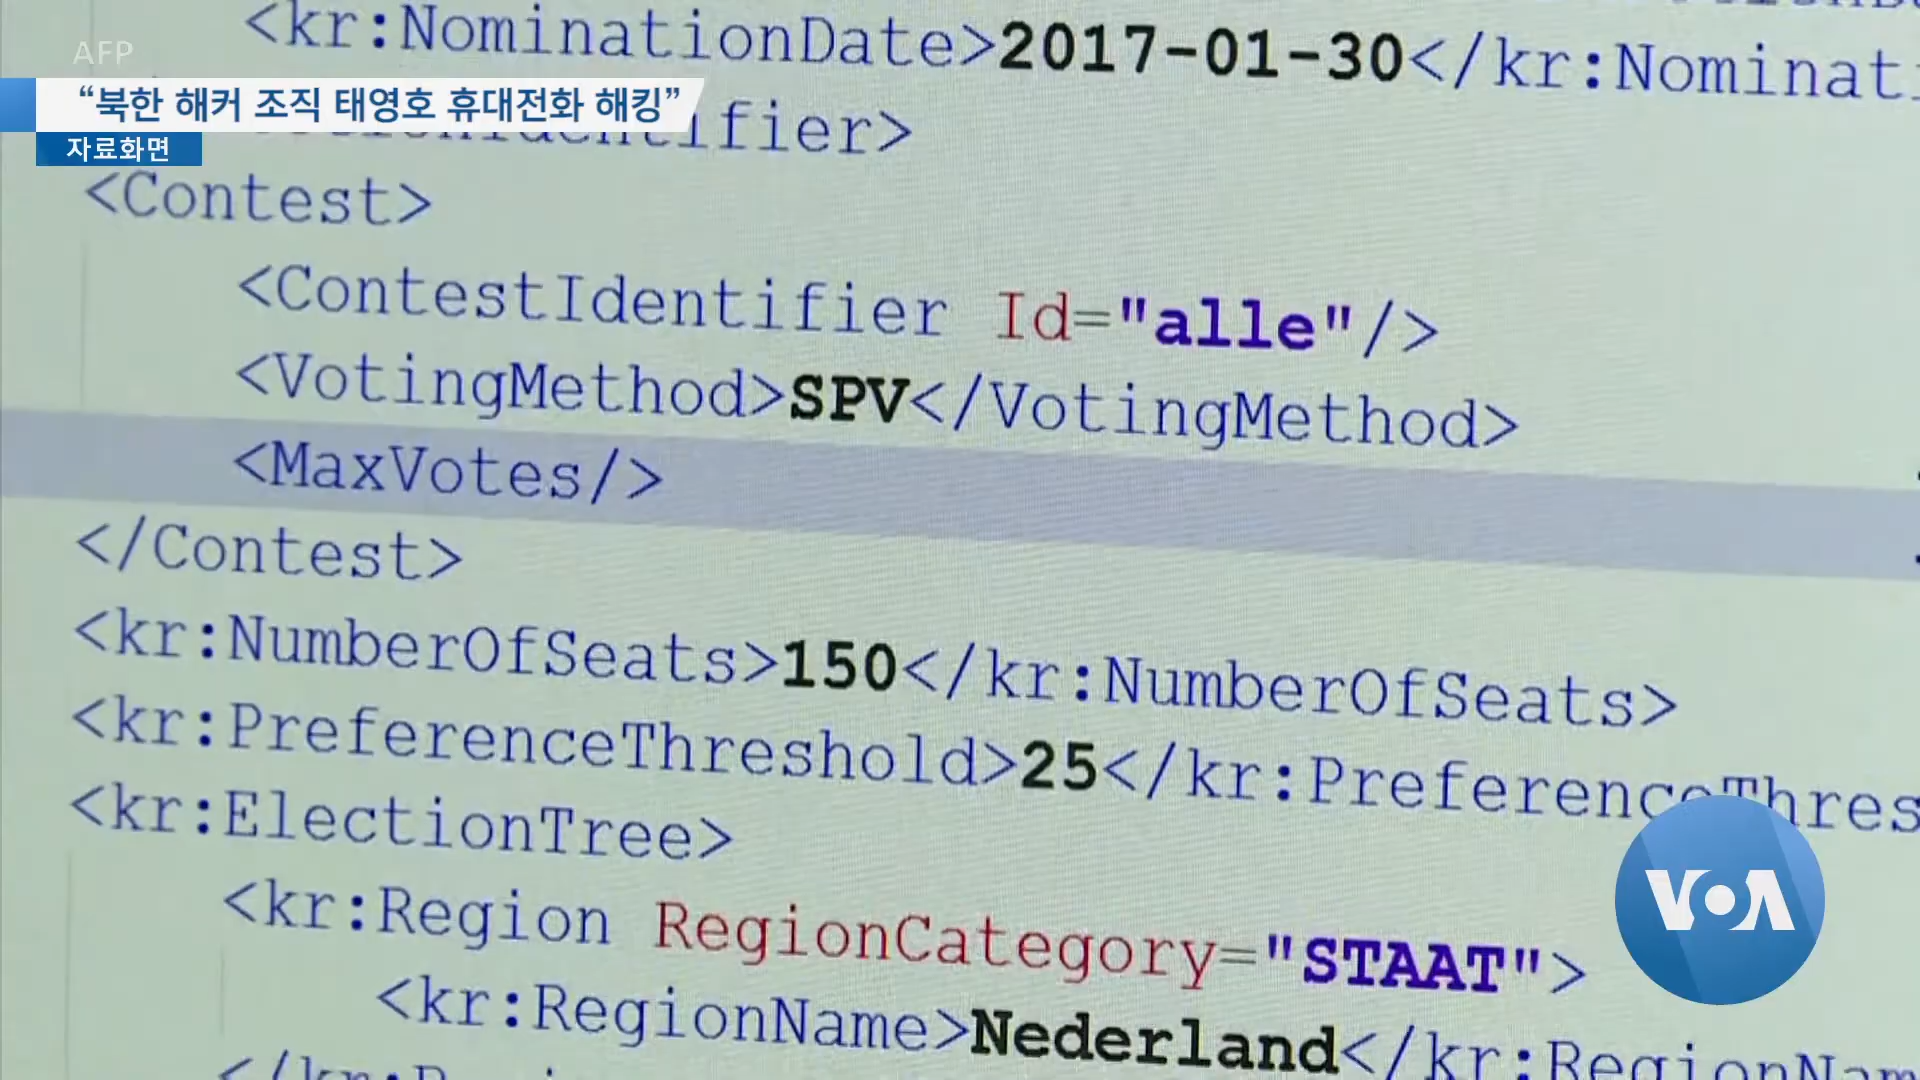 <kr:NominationDate>2017-01-30</kr:Nominati
AFP
“북한 해커 조직 태영호 휴대전화 해킹”
ifier>
자료화면
<Contest>
<ContestIdentifier Id="alle"/>
<VotingMethod>SPV</VotingMethod>
<MaxVotes/>
</Contest>
<kr:NumberOfSeats>150</kr:NumberOfSeats>
<kr:PreferenceThreshold>25</kr:PreferenceThres
<kr:ElectionTree>
VOA
<kr:Region RegionCategory="STAAT">
<kr:RegionName>Nederland</kr:RegionNam